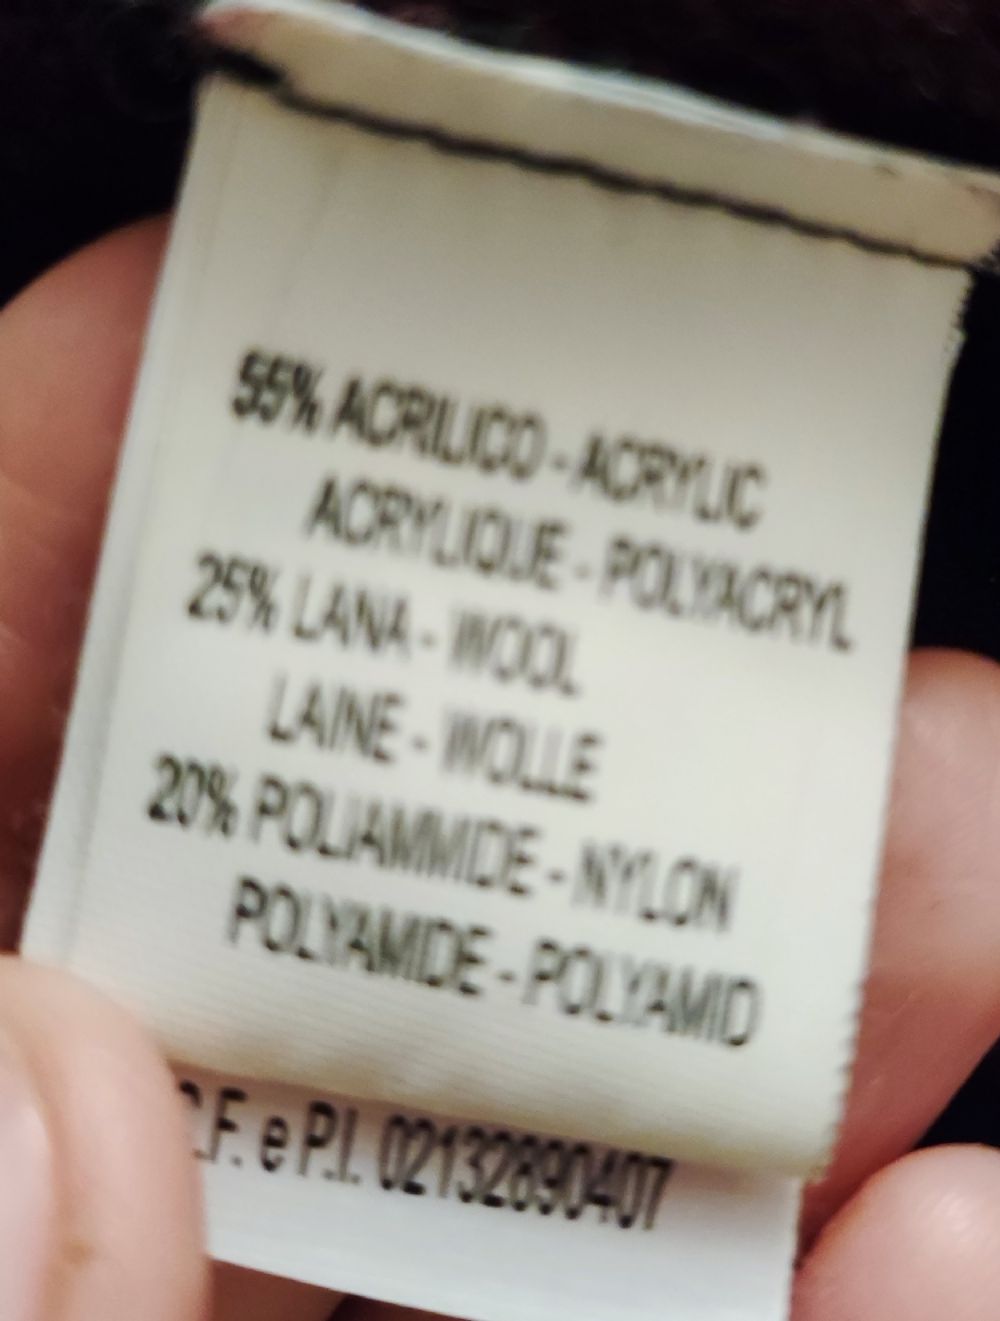 55% ACRILICO - ACRYLIC
ACRYLIQUE - POLYACRYL
25% LANA - WOOL
LAINE - WOLLE
20% POLIAMMIDE - NYLON
POLYAMIDE - POLYAMID
C.F. e P.I. 02132890407